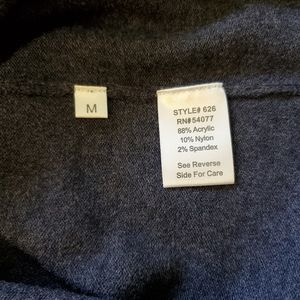 M
STYLE# 626
RN#54077
88% Acrylic
10% Nylon
2% Spandex
See Reverse
Side For Care